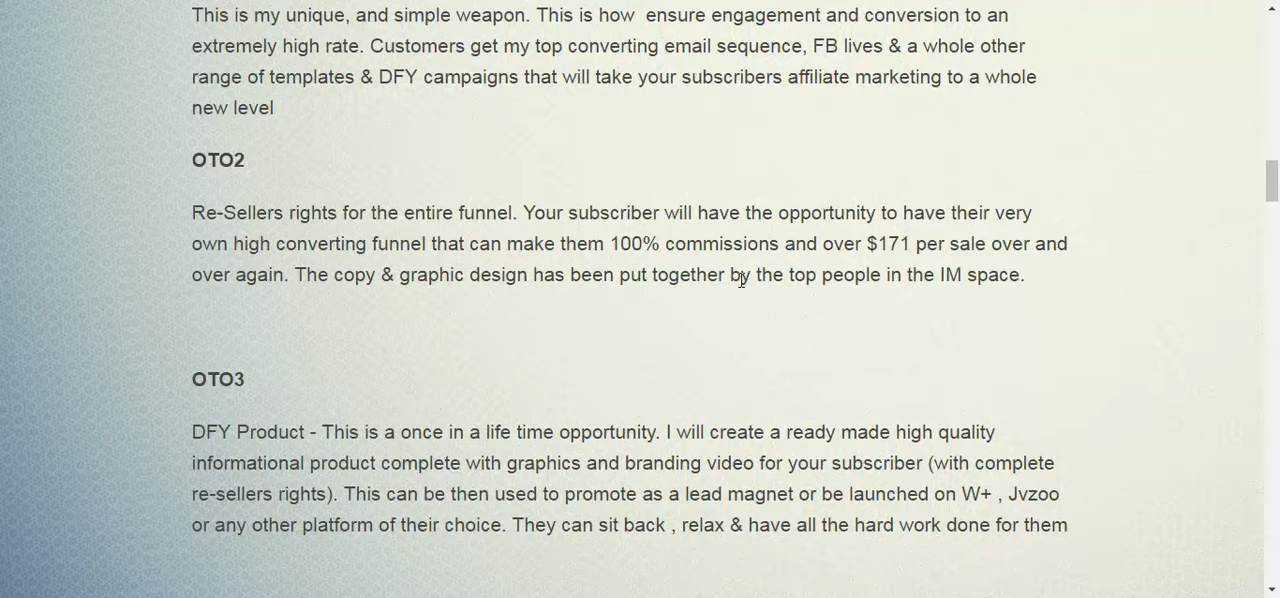 This is my unique, and simple weapon. This is how  ensure engagement and conversion to an
extremely high rate. Customers get my top converting email sequence, FB lives & a whole other
range of templates & DFY campaigns that will take your subscribers affiliate marketing to a whole
new level
OTO2
Re-Sellers rights for the entire funnel. Your subscriber will have the opportunity to have their very
own high converting funnel that can make them 100% commissions and over $171 per sale over and
over again. The copy & graphic design has been put together by the top people in the IM space.
OTO3
DFY Product - This is a once in a life time opportunity. I will create a ready made high quality
informational product complete with graphics and branding video for your subscriber (with complete
re-sellers rights). This can be then used to promote as a lead magnet or be launched on W+ , Jvzoo
or any other platform of their choice. They can sit back , relax & have all the hard work done for them